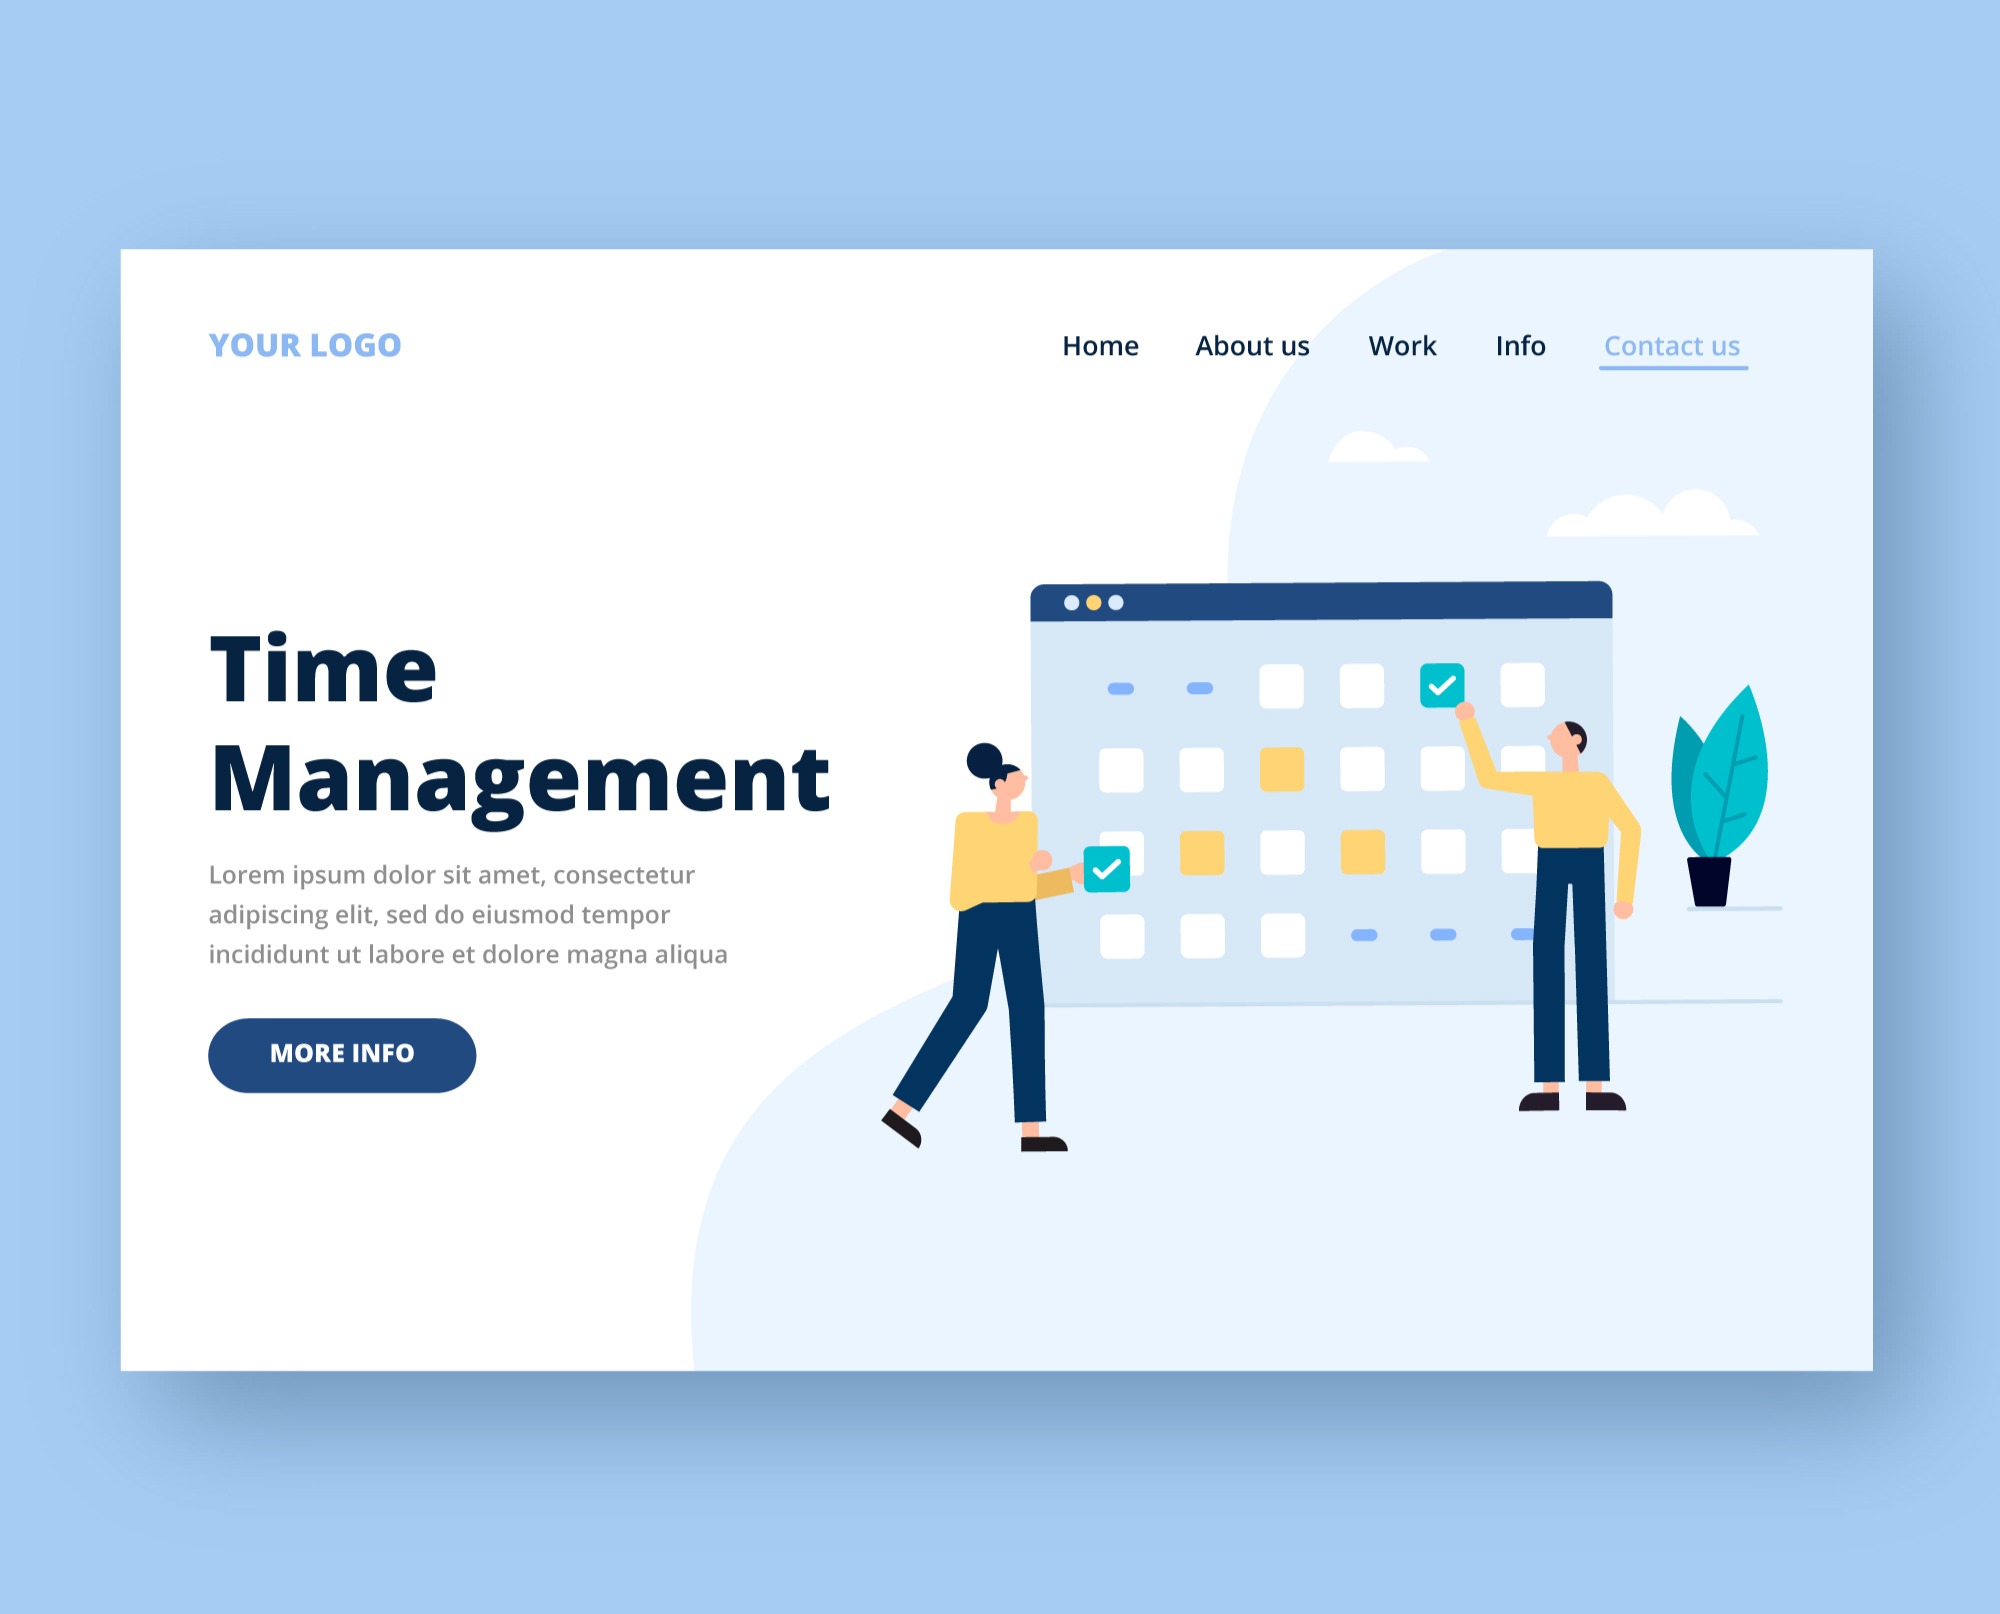 YOUR LOGO
Home About us Work Info Contact us
Time
Management
Lorem ipsum dolor sit amet, consectetur
adipiscing elit, sed do eiusmod tempor
incididunt ut labore et dolore magna aliqua
MORE INFO